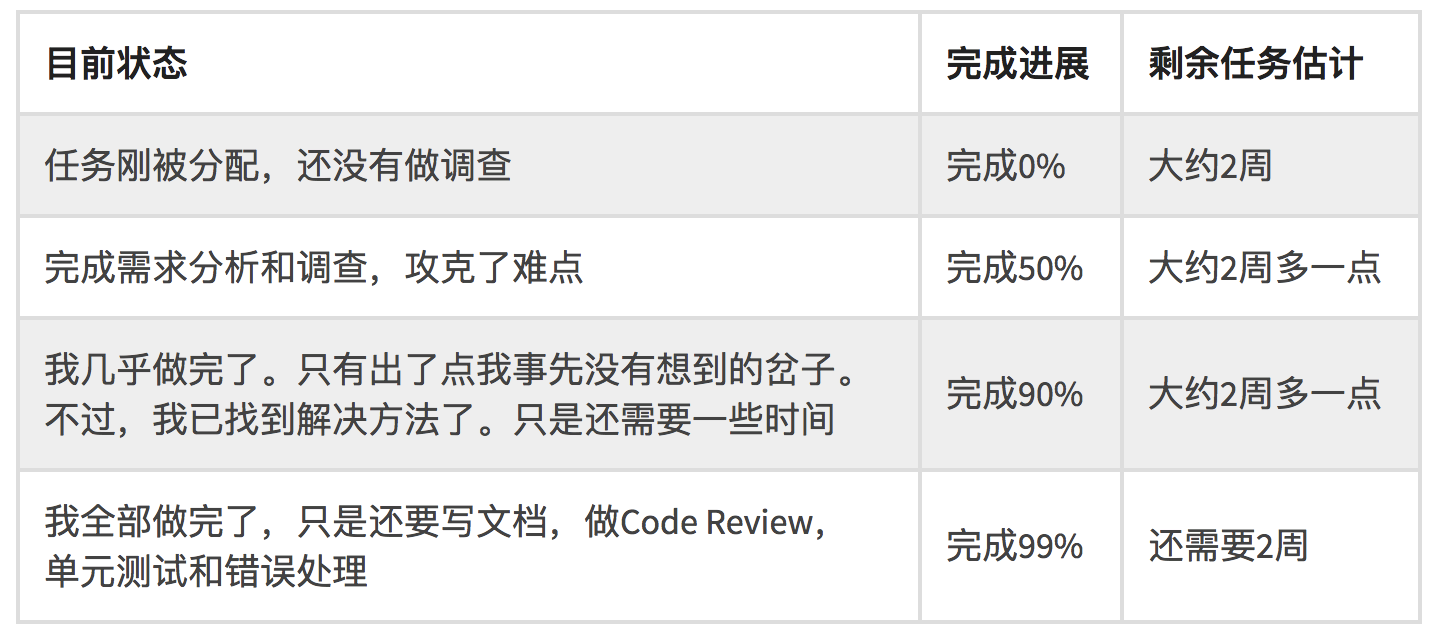 目前状态 完成进展 剩余任务估计
任务刚被分配，还没有做调查 完成0% 大约2周
完成需求分析和调查，攻克了难点 完成50% 大约2周多一点
我几乎做完了。只有出了点我事先没有想到的岔子。
不过，我已找到解决方法了。只是还需要一些时间 完成90% 大约2周多一点
我全部做完了，只是还要写文档，做Code Review，
单元测试和错误处理 完成99% 还需要2周